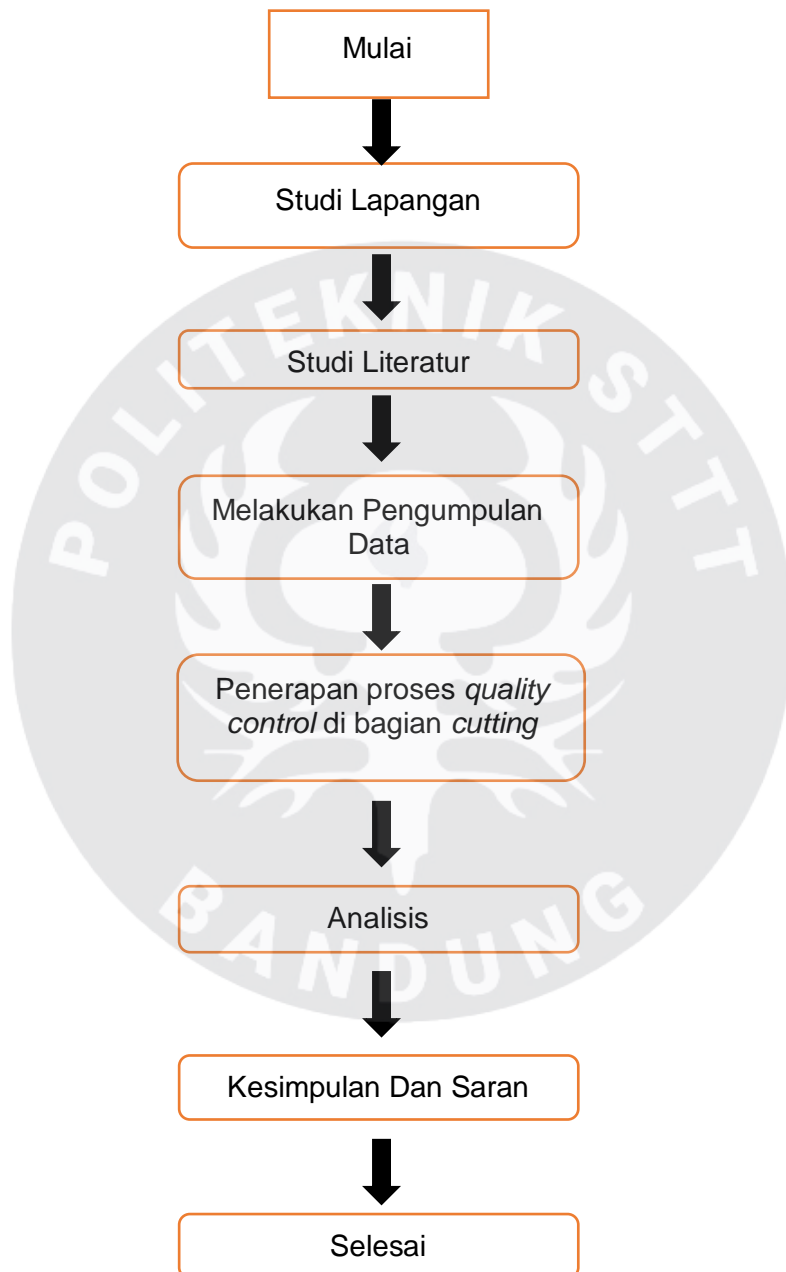 Mulai
Studi Lapangan
POLITEKNIK STTT
Studi Literatur
Melakukan Pengumpulan
Data
Penerapan proses quality
control di bagian cutting
Analisis
BANDUNG
Kesimpulan Dan Saran
Selesai